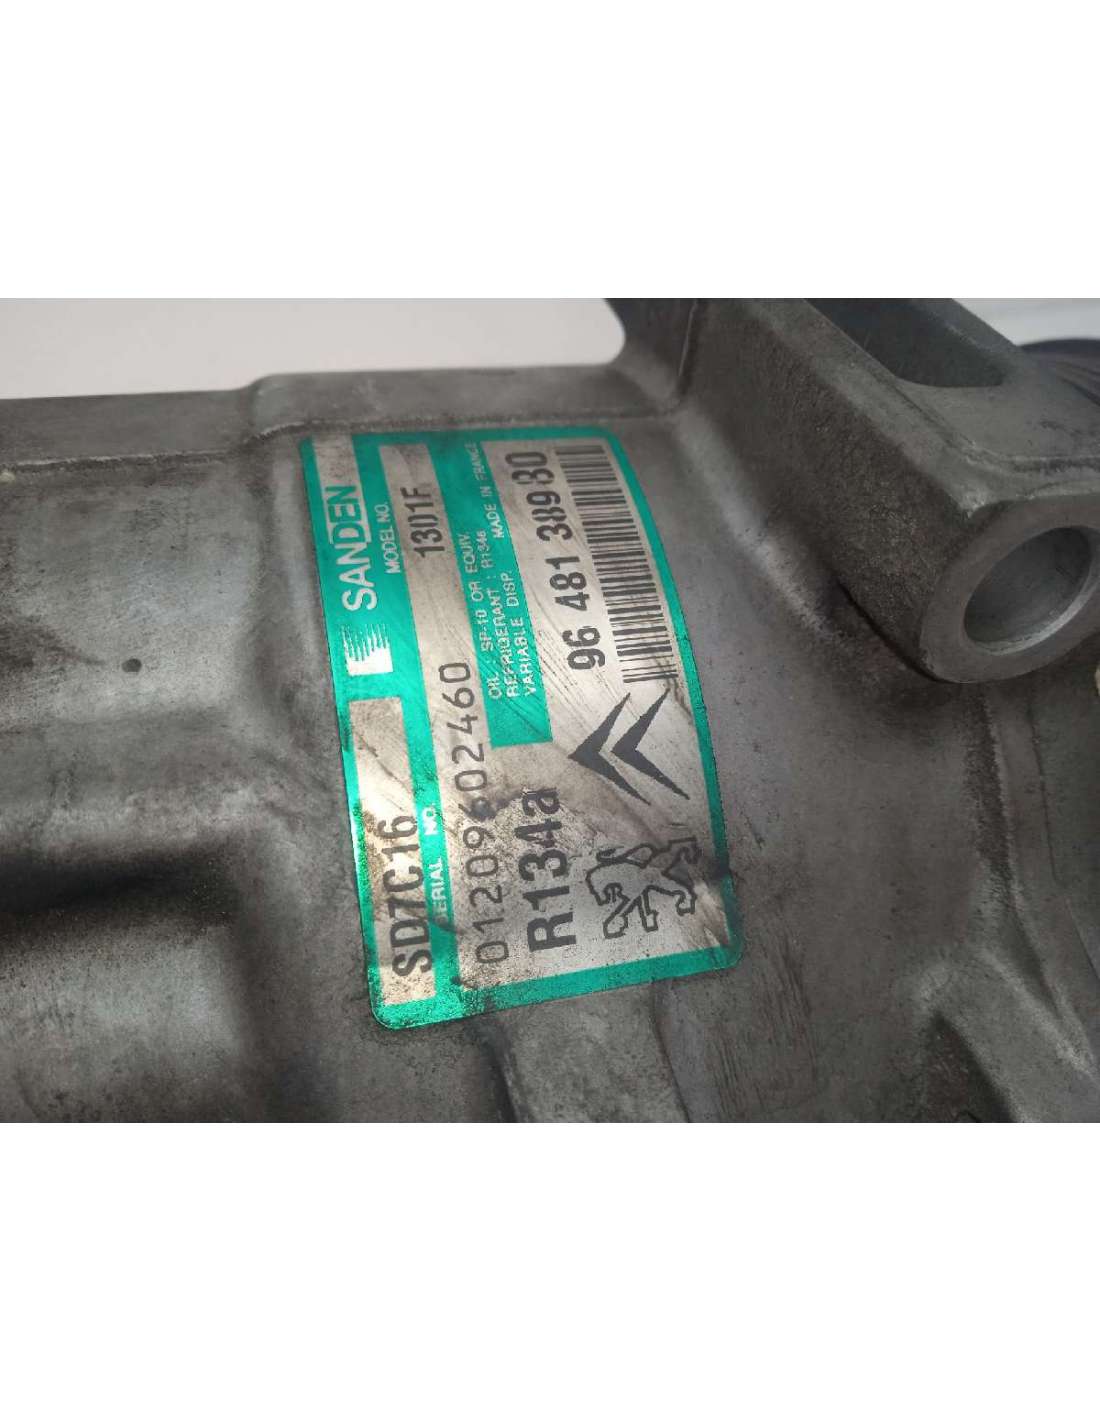 SANDEN
MODEL NO.
SD7C16
1301F
SERIAL NO.
01209602460
OIL : SP-10 OR EQUIV.
REFRIGERANT : R134a
VARIABLE DISP.
MADE IN FRANCE
R134a
96 481 389 80